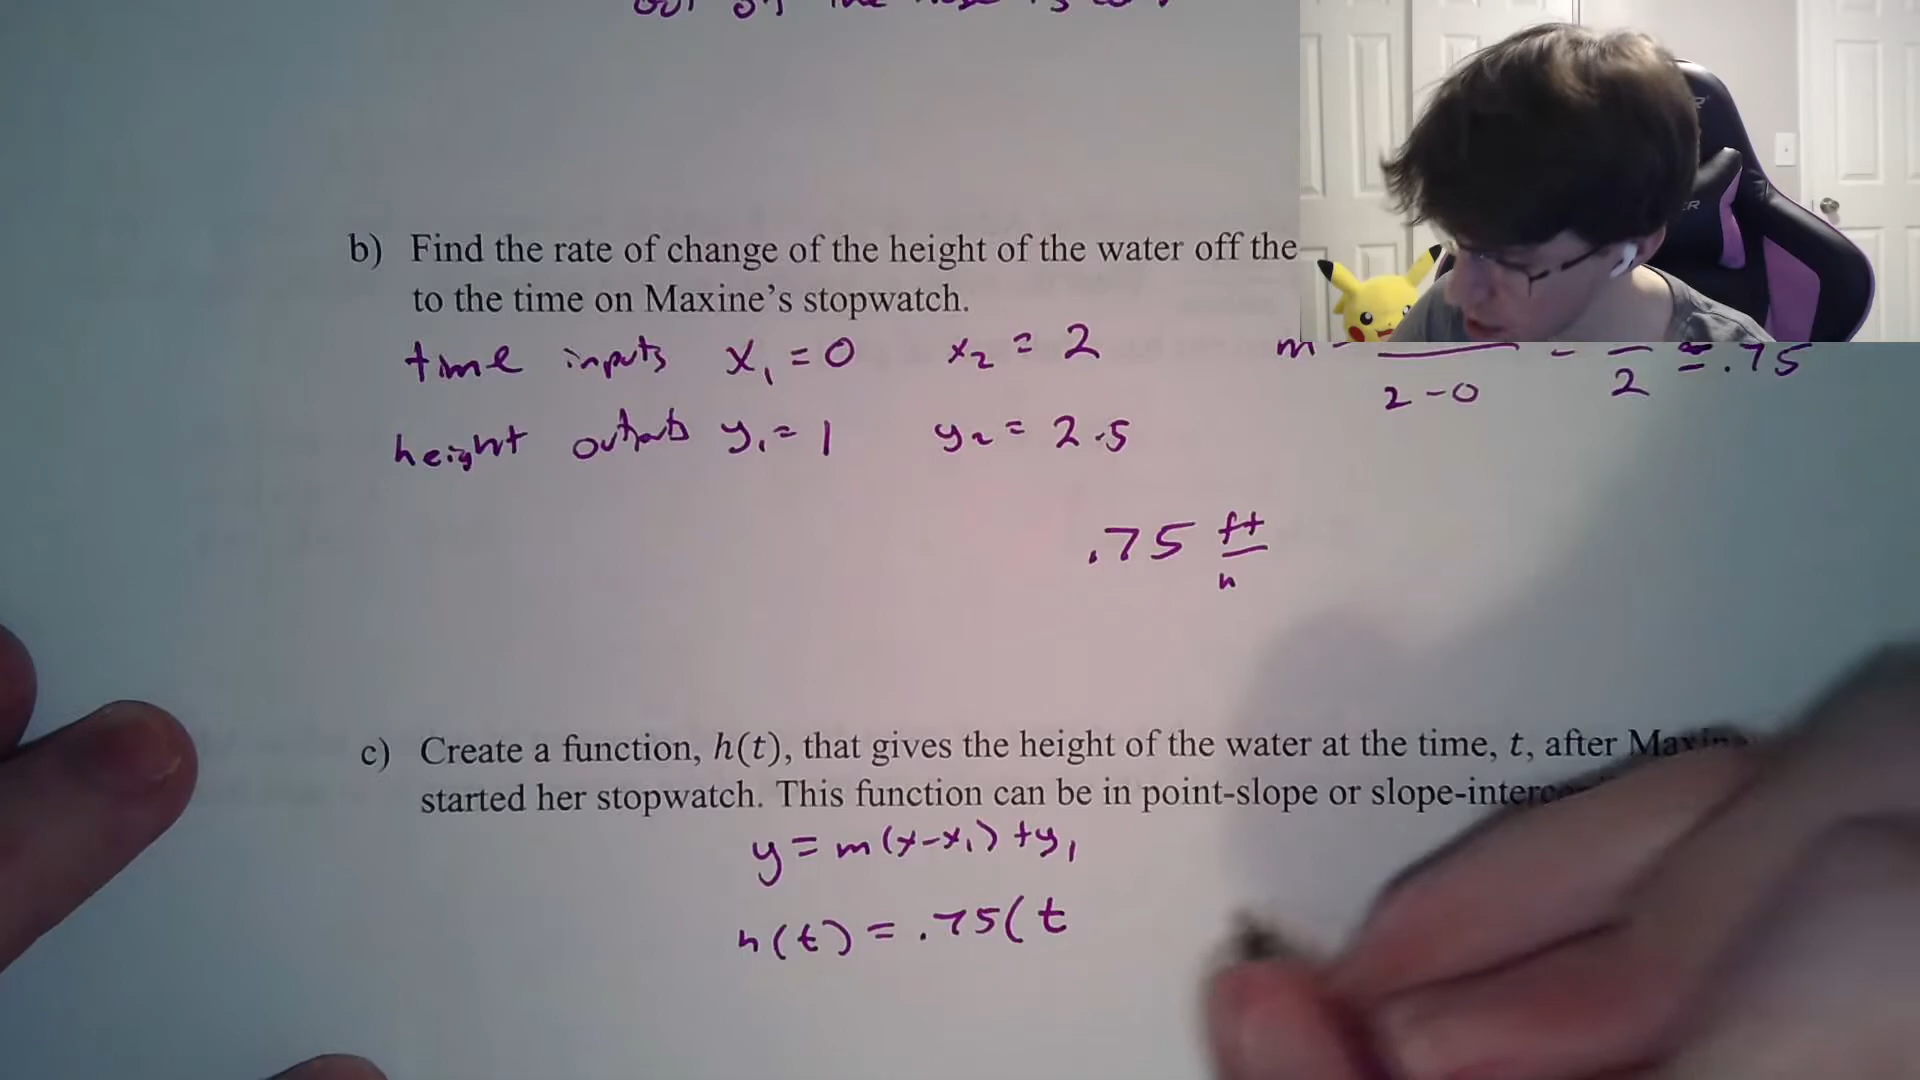 b) Find the rate of change of the height of the water off the
to the time on Maxine's stopwatch.
time inputs x₁ = 0 x₂ = 2
m 2-0 2 = .75
height outputs y₁ = 1 y₂ = 2.5
.75 ft
h
c) Create a function, h(t), that gives the height of the water at the time, t, after Maxine
started her stopwatch. This function can be in point-slope or slope-interce
y = m(x-x₁) + y₁
h(t) = .75(t